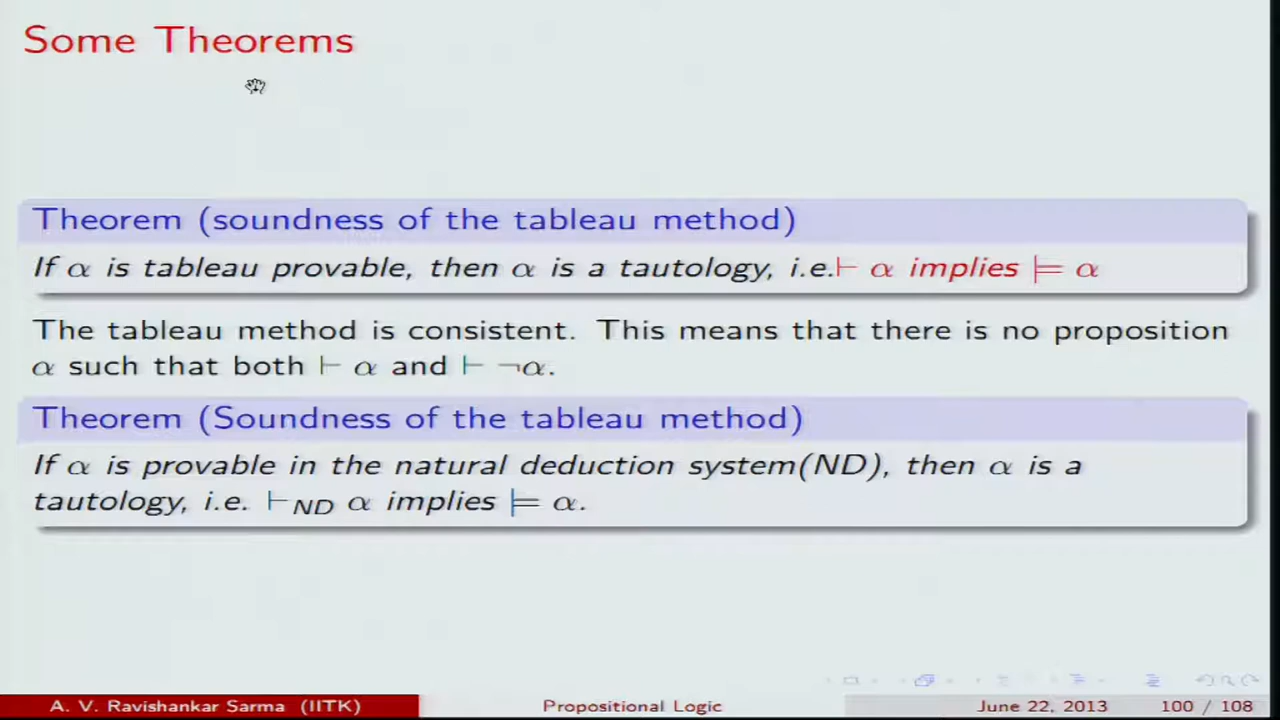 Some Theorems
Theorem (soundness of the tableau method)
If α is tableau provable, then α is a tautology, i.e.⊢ α implies ⊨ α
The tableau method is consistent. This means that there is no proposition
α such that both ⊢ α and ⊢ ¬α.
Theorem (Soundness of the tableau method)
If α is provable in the natural deduction system(ND), then α is a
tautology, i.e. ⊢ND α implies ⊨ α.
A. V. Ravishankar Sarma (IITK) Propositional Logic June 22, 2013 100 / 108